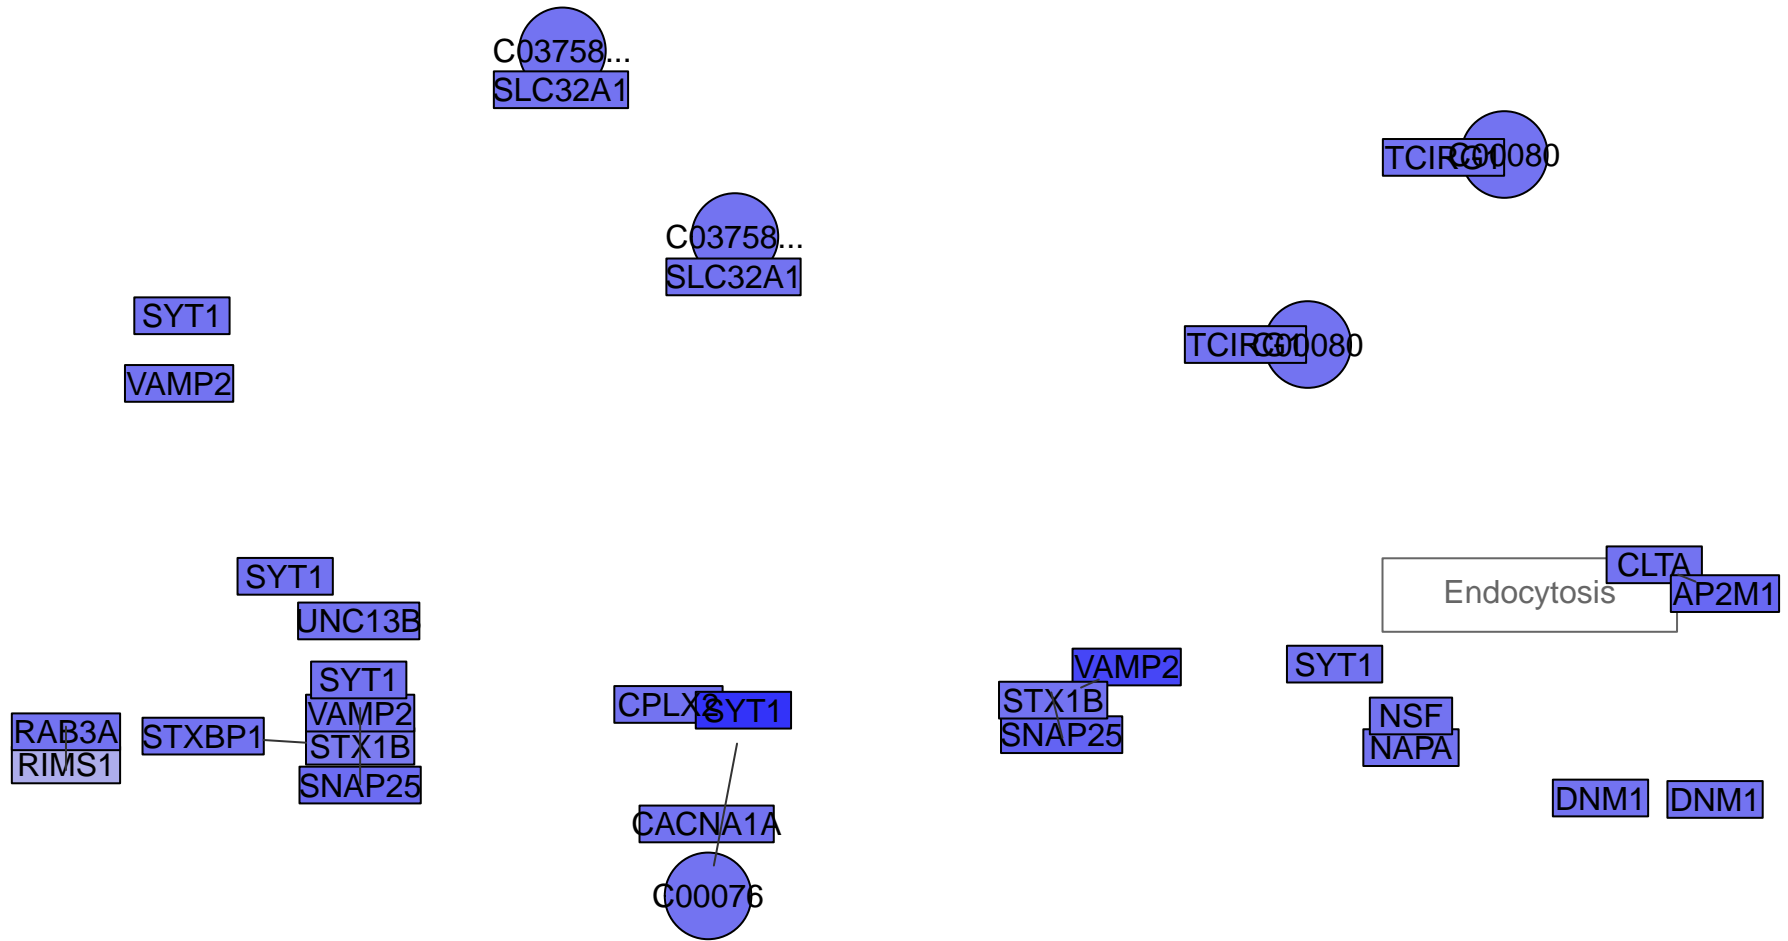 C03758...
SLC32A1
TCIRG1
C00080
C03758...
SLC32A1
SYT1
TCIRG1
C00080
VAMP2
SYT1
UNC13B
CLTA
Endocytosis
AP2M1
SYT1
VAMP2
STX1B
SNAP25
RAB3A
RIMS1
STXBP1
CPLX2
SYT1
VAMP2
STX1B
SNAP25
SYT1
NSF
NAPA
DNM1
DNM1
CACNA1A
C00076